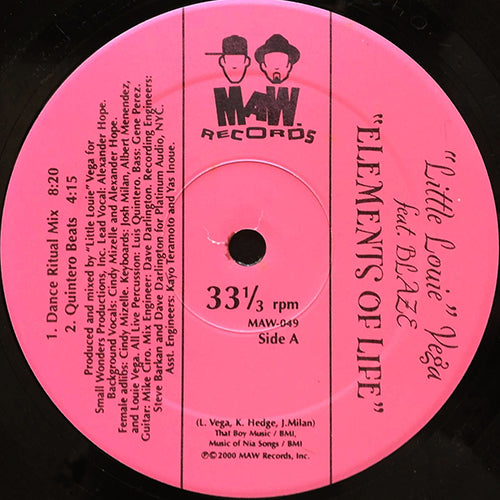 MAW
RECORDS
"Little Louie" Vega
feat. BLAZE
"ELEMENTS OF LIFE"
33 1/3 rpm
MAW-049
Side A
1. Dance Ritual Mix 8:20
2. Quintero Beats 4:15
Produced and mixed by "Little Louie" Vega for
Small Wonders Productions, Inc. Lead Vocal: Alexander Hope.
Background Vocals: Cindy Mizelle and Alexander Hope.
Female adlibs: Cindy Mizelle. Keyboards: Josh Milan, Albert Menendez,
and Louie Vega. All Live Percussion: Luis Quintero. Bass: Gene Perez.
Guitar: Mike Ciro. Mix Engineer: Dave Darlington. Recording Engineers:
Steve Barkan and Dave Darlington for Platinum Audio, NYC.
Asst. Engineers: Kayo Teramoto and Yas Inoue.
(L. Vega, K. Hedge, J.Milan)
That Boy Music / BMI,
Music of Nia Songs / BMI
℗©2000 MAW Records, Inc.